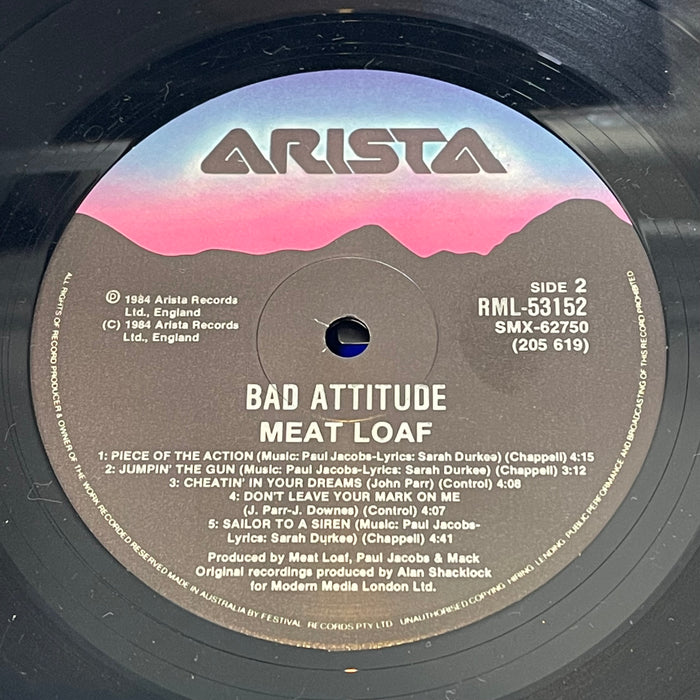 ARISTA
SIDE 2
RML-53152
SMX-62750
(205 619)
Ⓟ 1984 Arista Records
Ltd., England
(C) 1984 Arista Records
Ltd., England
BAD ATTITUDE
MEAT LOAF
1: PIECE OF THE ACTION (Music: Paul Jacobs-Lyrics: Sarah Durkee) (Chappell) 4:15
2: JUMPIN' THE GUN (Music: Paul Jacobs-Lyrics: Sarah Durkee) (Chappell) 3:12
3: CHEATIN' IN YOUR DREAMS (John Parr) (Control) 4:08
4: DON'T LEAVE YOUR MARK ON ME
(J. Parr-J. Downes) (Control) 4:07
5: SAILOR TO A SIREN (Music: Paul Jacobs-
Lyrics: Sarah Durkee) (Chappell) 4:41
Produced by Meat Loaf, Paul Jacobs & Mack
Original recordings produced by Alan Shacklock
for Modern Media London Ltd.
ALL RIGHTS OF RECORD PRODUCER & OWNER OF THE WORK RECORDED RESERVED MADE IN AUSTRALIA BY FESTIVAL RECORDS PTY LTD UNAUTHORISED COPYING, HIRING, LENDING, PUBLIC PERFORMANCE AND BROADCASTING OF THIS RECORD PROHIBITED